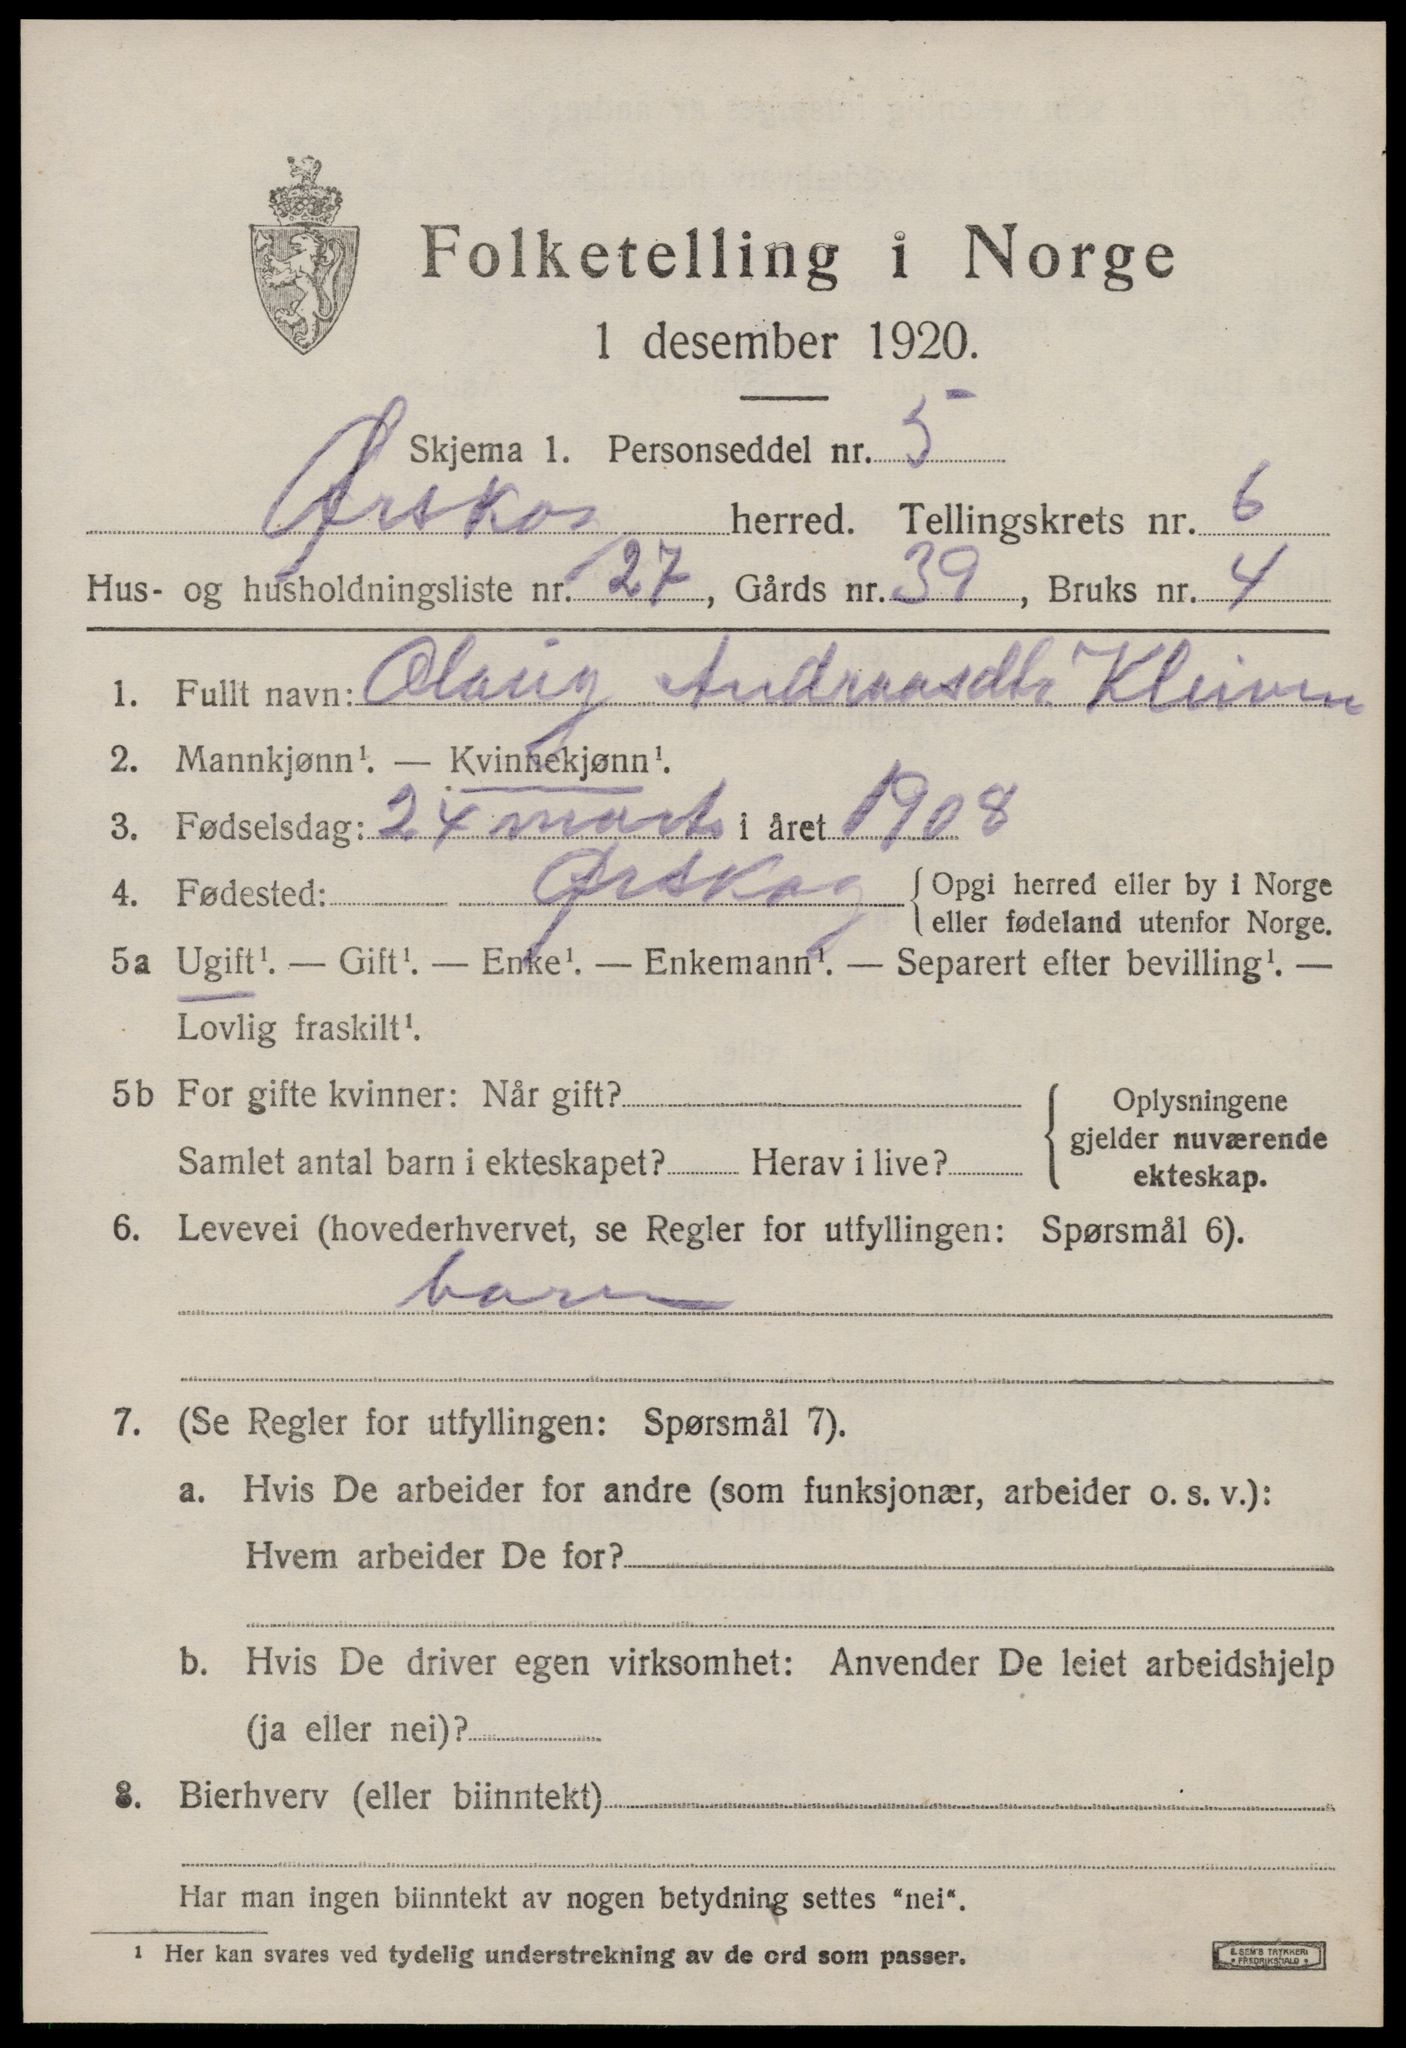 Folketelling i Norge
1 desember 1920.
Skjema 1. Personseddel nr. 5
Ørskog herred. Tellingskrets nr. 6
Hus- og husholdningsliste nr. 27, Gårds nr. 39, Bruks nr. 4
1. Fullt navn: Olaug Andreasdtr Kleiven
2. Mannkjønn¹. — Kvinnekjønn¹.
3. Fødselsdag: 24 marts i året 1908
4. Fødested: Ørskog { Opgi herred eller by i Norge
eller fødeland utenfor Norge.
5a Ugift¹. — Gift¹. — Enke¹. — Enkemann¹. — Separert efter bevilling¹. —
Lovlig fraskilt¹.
5b For gifte kvinner: Når gift?
Samlet antal barn i ekteskapet? Herav i live?
{ Oplysningene
gjelder nuværende
ekteskap.
6. Levevei (hovederhvervet, se Regler for utfyllingen: Spørsmål 6).
barn
7. (Se Regler for utfyllingen: Spørsmål 7).
a. Hvis De arbeider for andre (som funksjonær, arbeider o. s. v.):
Hvem arbeider De for?
b. Hvis De driver egen virksomhet: Anvender De leiet arbeidshjelp
(ja eller nei)?
8. Bierhverv (eller biinntekt)
Har man ingen biinntekt av nogen betydning settes "nei".
¹ Her kan svares ved tydelig understrekning av de ord som passer.
E. SEM'S TRYKKERI
• FREDRIKSHALD •